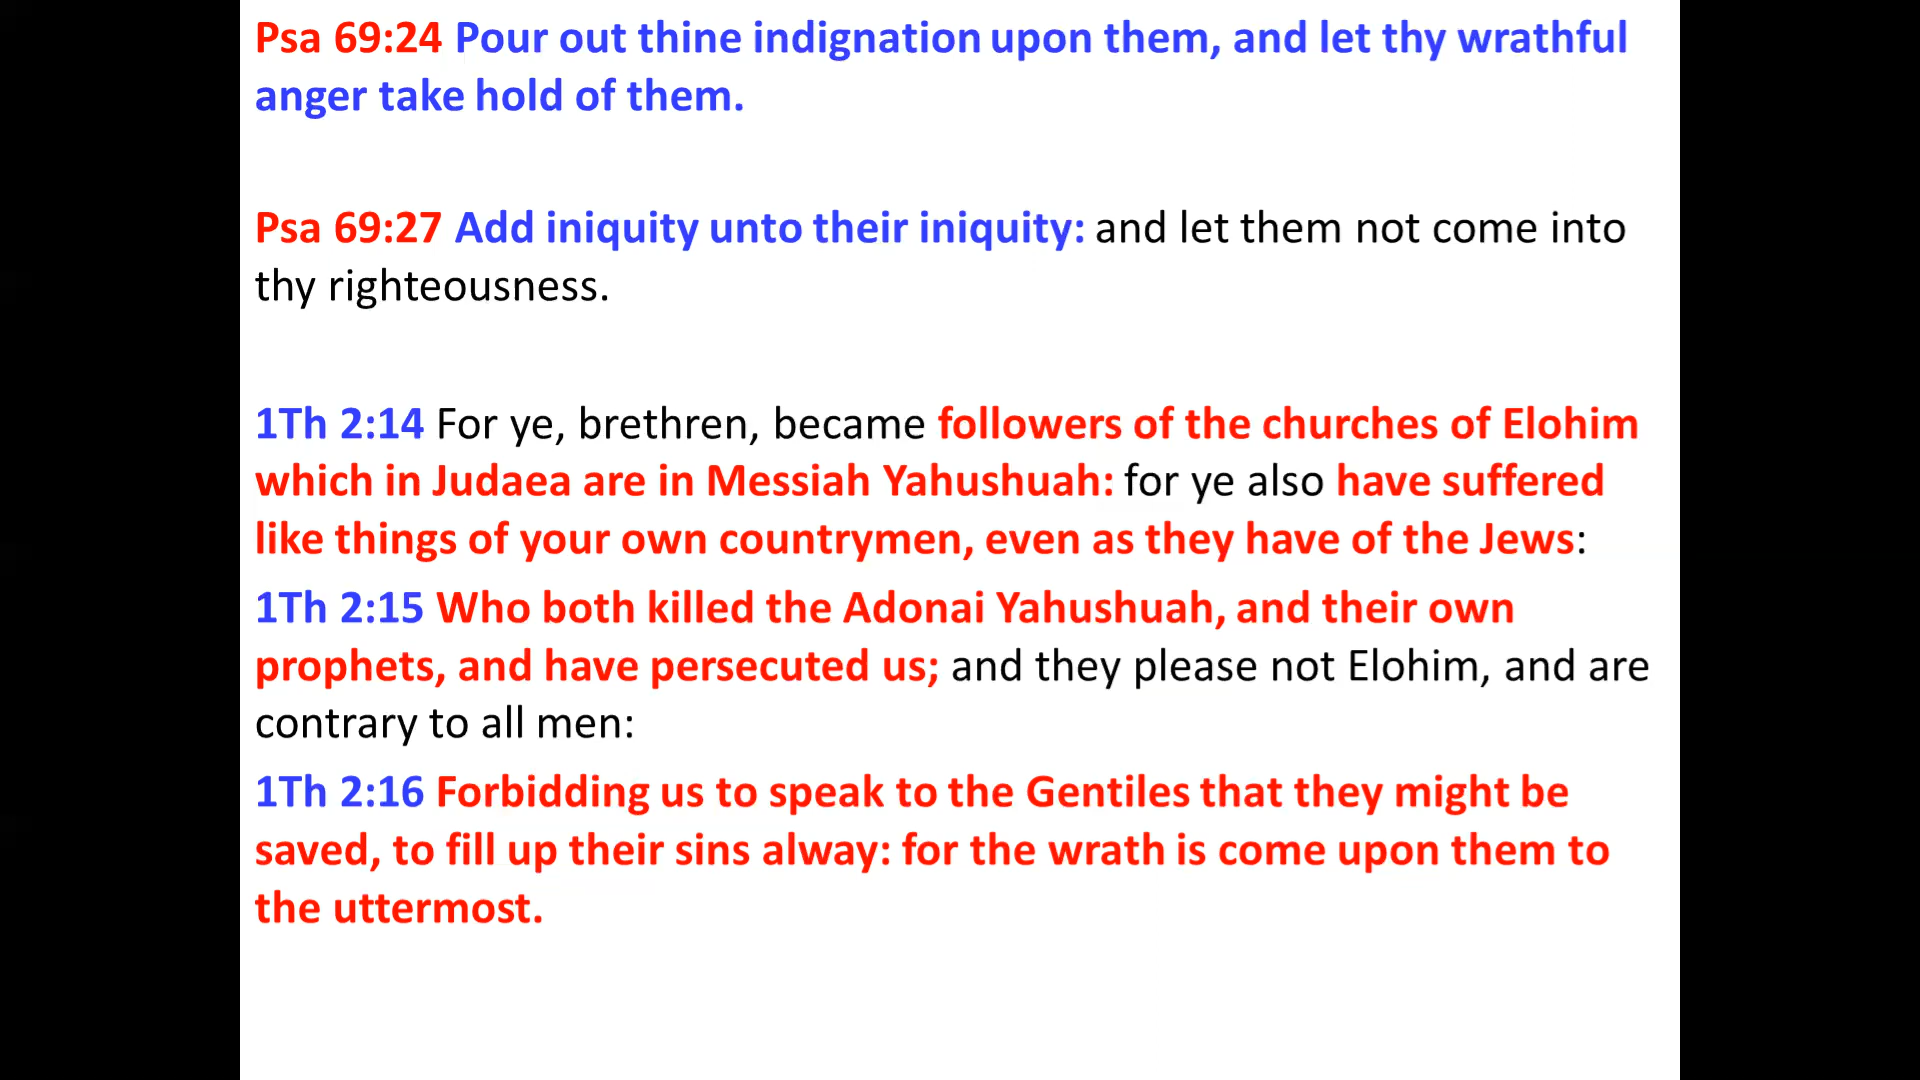 Psa 69:24 Pour out thine indignation upon them, and let thy wrathful
anger take hold of them.
Psa 69:27 Add iniquity unto their iniquity: and let them not come into
thy righteousness.
1Th 2:14 For ye, brethren, became followers of the churches of Elohim
which in Judaea are in Messiah Yahushuah: for ye also have suffered
like things of your own countrymen, even as they have of the Jews:
1Th 2:15 Who both killed the Adonai Yahushuah, and their own
prophets, and have persecuted us; and they please not Elohim, and are
contrary to all men:
1Th 2:16 Forbidding us to speak to the Gentiles that they might be
saved, to fill up their sins alway: for the wrath is come upon them to
the uttermost.